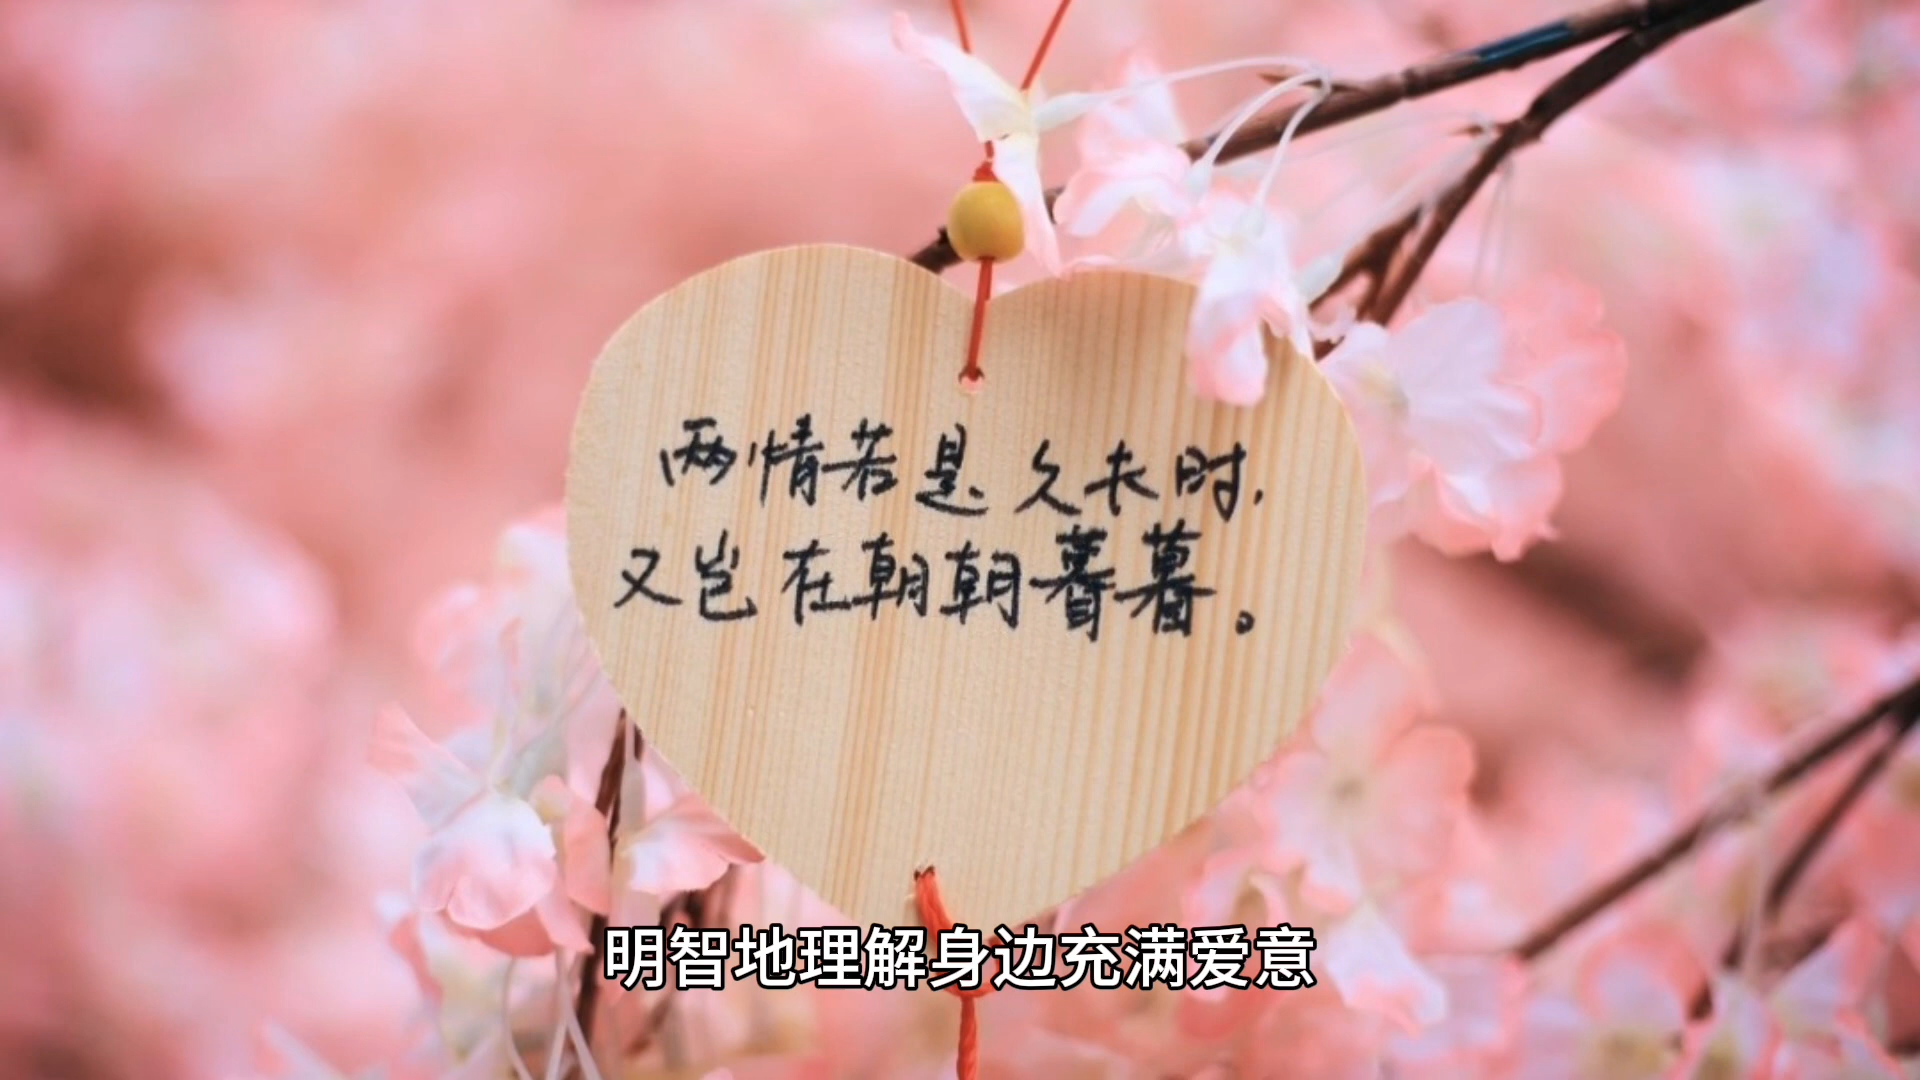 两情若是久长时，
又岂在朝朝暮暮。
明智地理解身边充满爱意